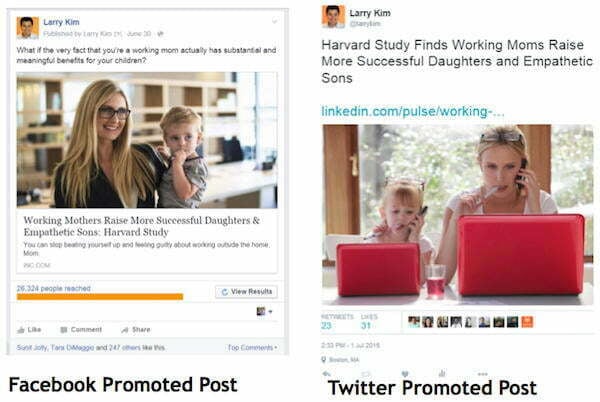 Larry Kim
Published by Larry Kim
June 30
What if the very fact that you're a working mom actually has substantial and
meaningful benefits for your children?
Working Mothers Raise More Successful Daughters &
Empathetic Sons: Harvard Study
You can stop beating yourself up and feeling guilty about working outside the home,
Mom.
INC.COM
26,324 people reached
View Results
Like Comment Share
Sunil Jolly, Tara DiMaggio and 247 others like this.
Top Comments
Facebook Promoted Post
Larry Kim
@larrykim
Harvard Study Finds Working Moms Raise
More Successful Daughters and Empathetic
Sons
linkedin.com/pulse/working-...
RETWEETS LIKES
23 31
2:33 PM - 1 Jul 2015
Boston, MA
Twitter Promoted Post